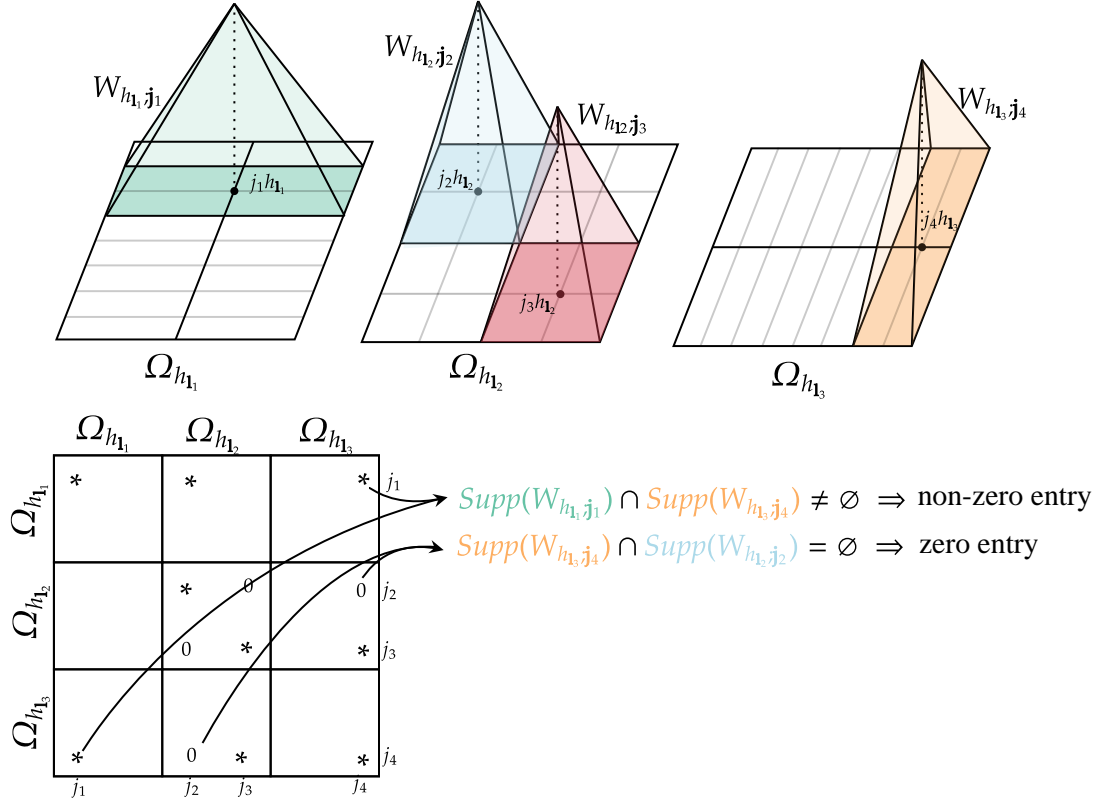 W_{h_{𝐥_1},𝐣_1}
W_{h_{𝐥_2},𝐣_2}
W_{h_{𝐥2},𝐣_3}
W_{h_{𝐥_3},𝐣_4}
j_1h_{𝐥_1}
j_2h_{𝐥_2}
j_3h_{𝐥_2}
j_4h_{𝐥_3}
Ω_{h_{𝐥_1}}
Ω_{h_{𝐥_2}}
Ω_{h_{𝐥_3}}
Ω_{h_{𝐥_1}} Ω_{h_{𝐥_2}} Ω_{h_{𝐥_3}}
Ω_{h_{𝐥_1}} * * * j_1
Supp(W_{h_{𝐥_1},𝐣_1}) ∩ Supp(W_{h_{𝐥_3},𝐣_4}) ≠ ∅ ⇒ non-zero entry
Supp(W_{h_{𝐥_3},𝐣_4}) ∩ Supp(W_{h_{𝐥_2},𝐣_2}) = ∅ ⇒ zero entry
Ω_{h_{𝐥_2}} * 0 0 j_2
0 * * j_3
Ω_{h_{𝐥_3}} * 0 * * j_4
j_1 j_2 j_3 j_4